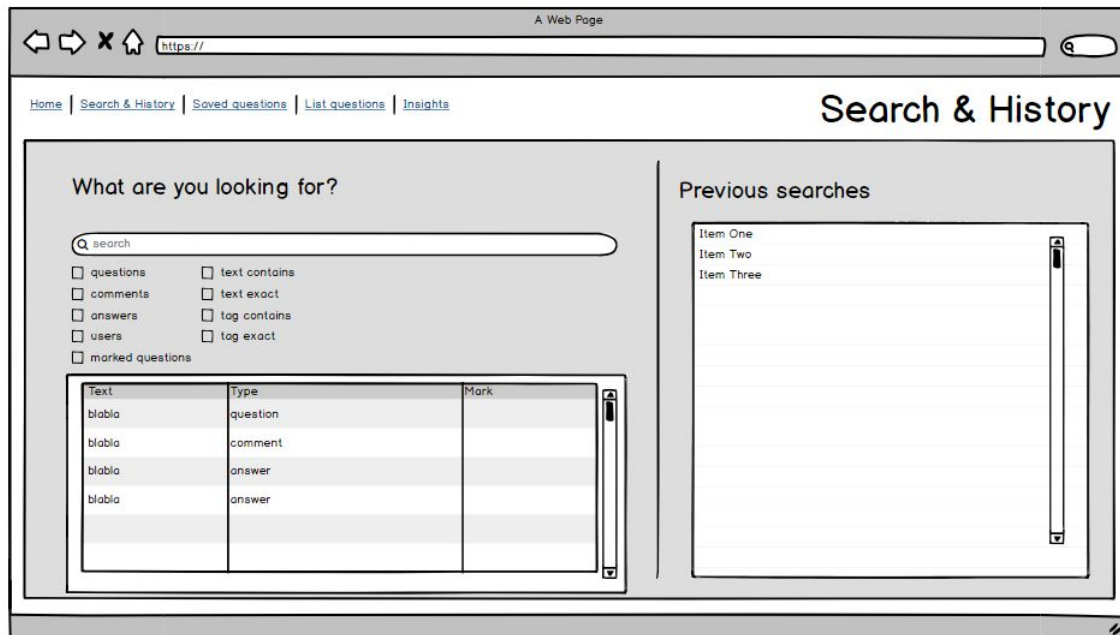 A Web Page
https://
Home | Search & History | Saved questions | List questions | Insights
Search & History
What are you looking for?
search
questions
comments
answers
users
marked questions
text contains
text exact
tag contains
tag exact
Text Type Mark
blabla question
blabla comment
blabla answer
blabla answer
Previous searches
Item One
Item Two
Item Three